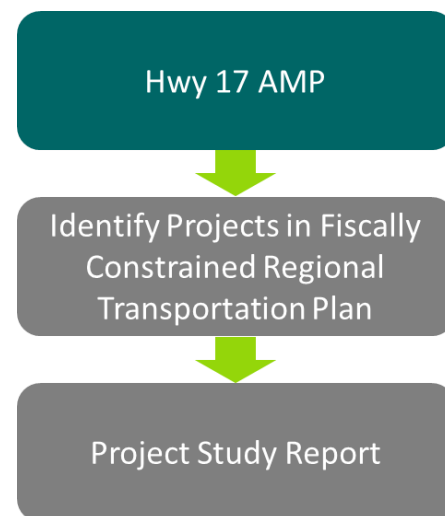 Hwy 17 AMP
Identify Projects in Fiscally
Constrained Regional
Transportation Plan
Project Study Report